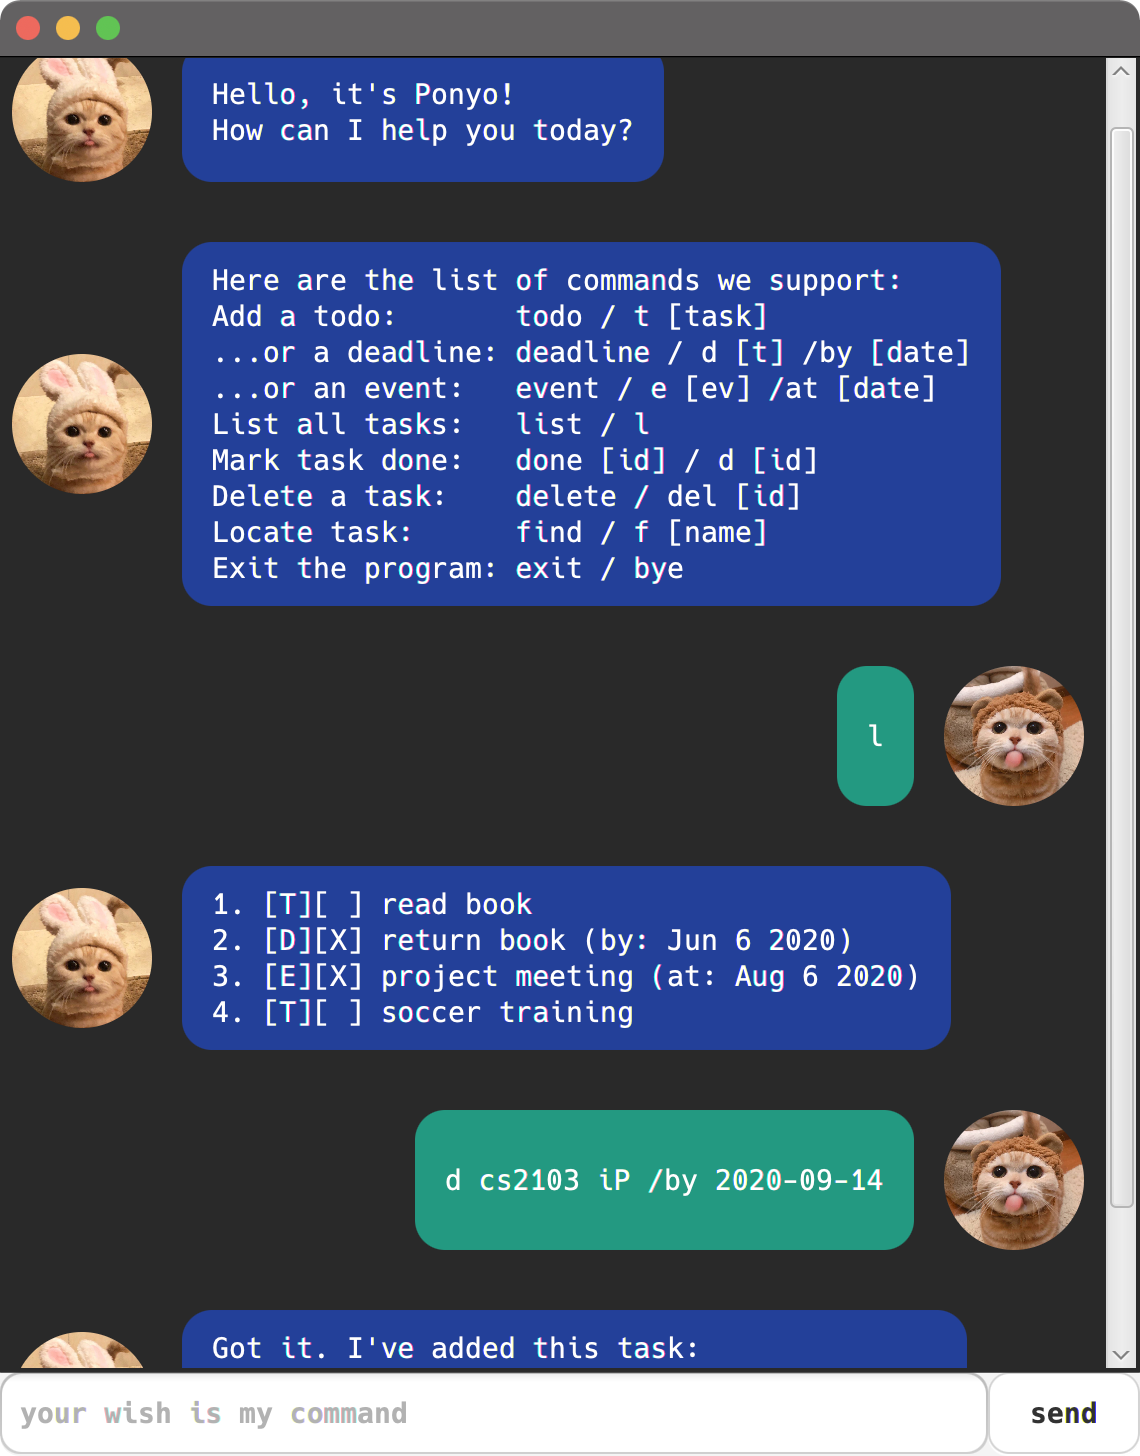 Hello, it's Ponyo!
How can I help you today?
Here are the list of commands we support:
Add a todo:       todo / t [task]
...or a deadline: deadline / d [t] /by [date]
...or an event:   event / e [ev] /at [date]
List all tasks:   list / l
Mark task done:   done [id] / d [id]
Delete a task:    delete / del [id]
Locate task:      find / f [name]
Exit the program: exit / bye
l
1. [T][ ] read book
2. [D][X] return book (by: Jun 6 2020)
3. [E][X] project meeting (at: Aug 6 2020)
4. [T][ ] soccer training
d cs2103 iP /by 2020-09-14
Got it. I've added this task:
your wish is my command
send